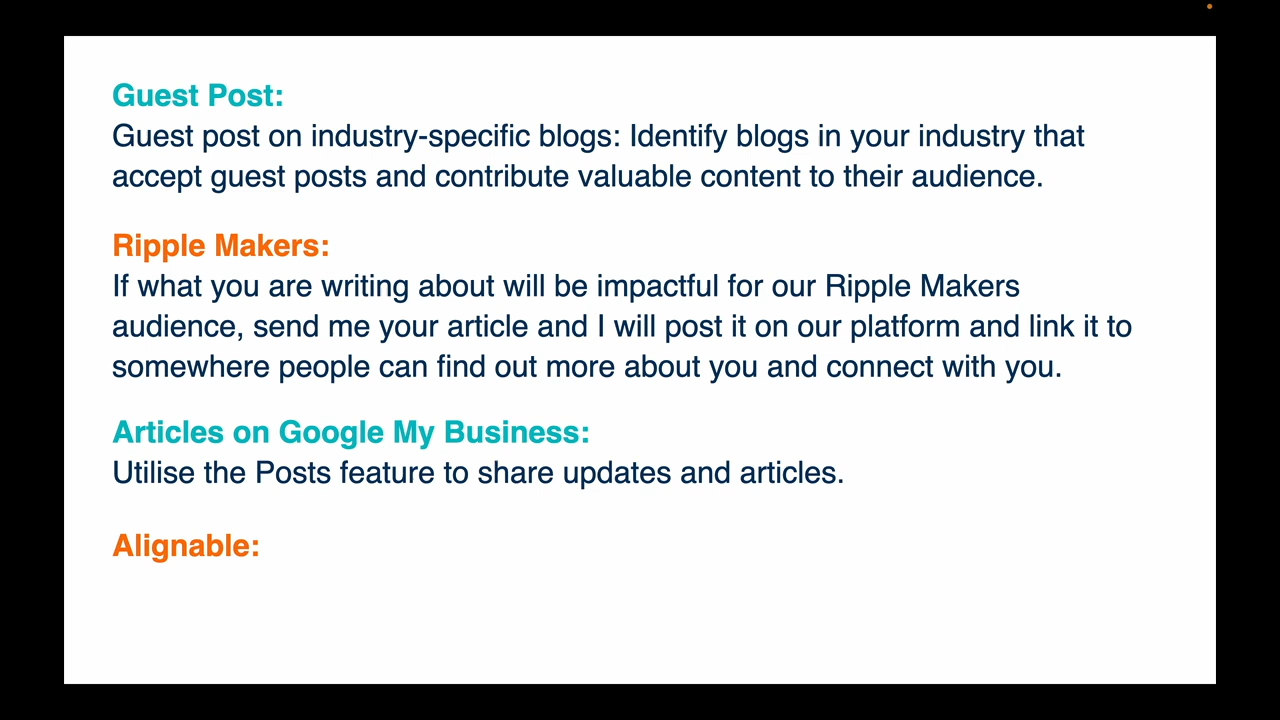 Guest Post:
Guest post on industry-specific blogs: Identify blogs in your industry that
accept guest posts and contribute valuable content to their audience.
Ripple Makers:
If what you are writing about will be impactful for our Ripple Makers
audience, send me your article and I will post it on our platform and link it to
somewhere people can find out more about you and connect with you.
Articles on Google My Business:
Utilise the Posts feature to share updates and articles.
Alignable: